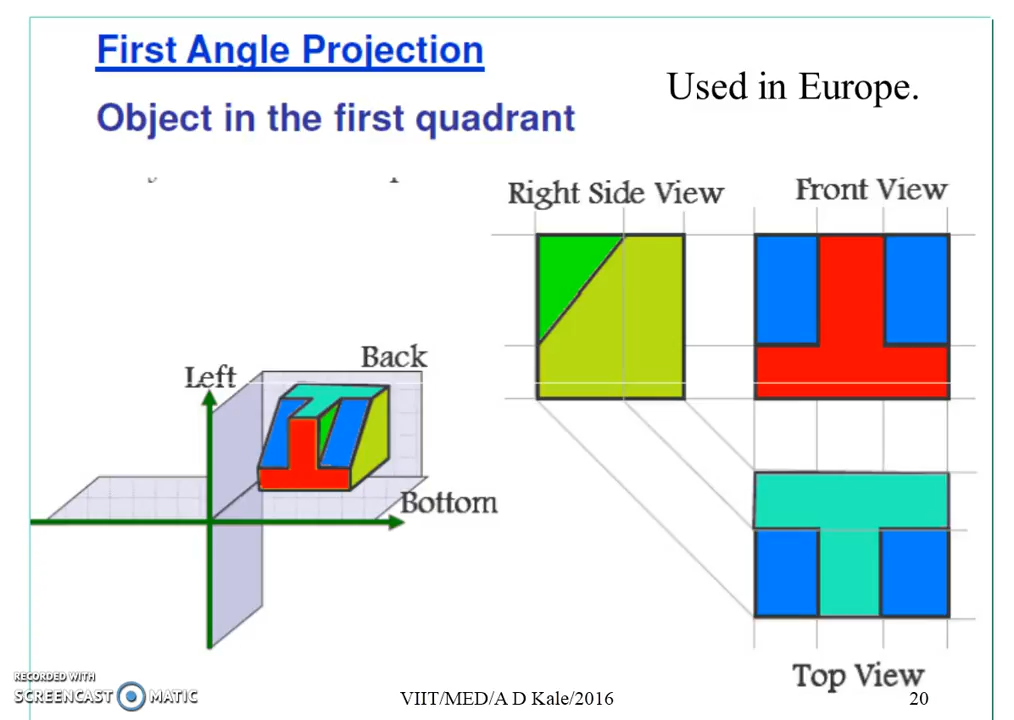 First Angle Projection
Used in Europe.
Object in the first quadrant
Right Side View
Front View
Back
Left
Bottom
Top View
RECORDED WITH
SCREENCAST MATIC
VIIT/MED/A D Kale/2016
20